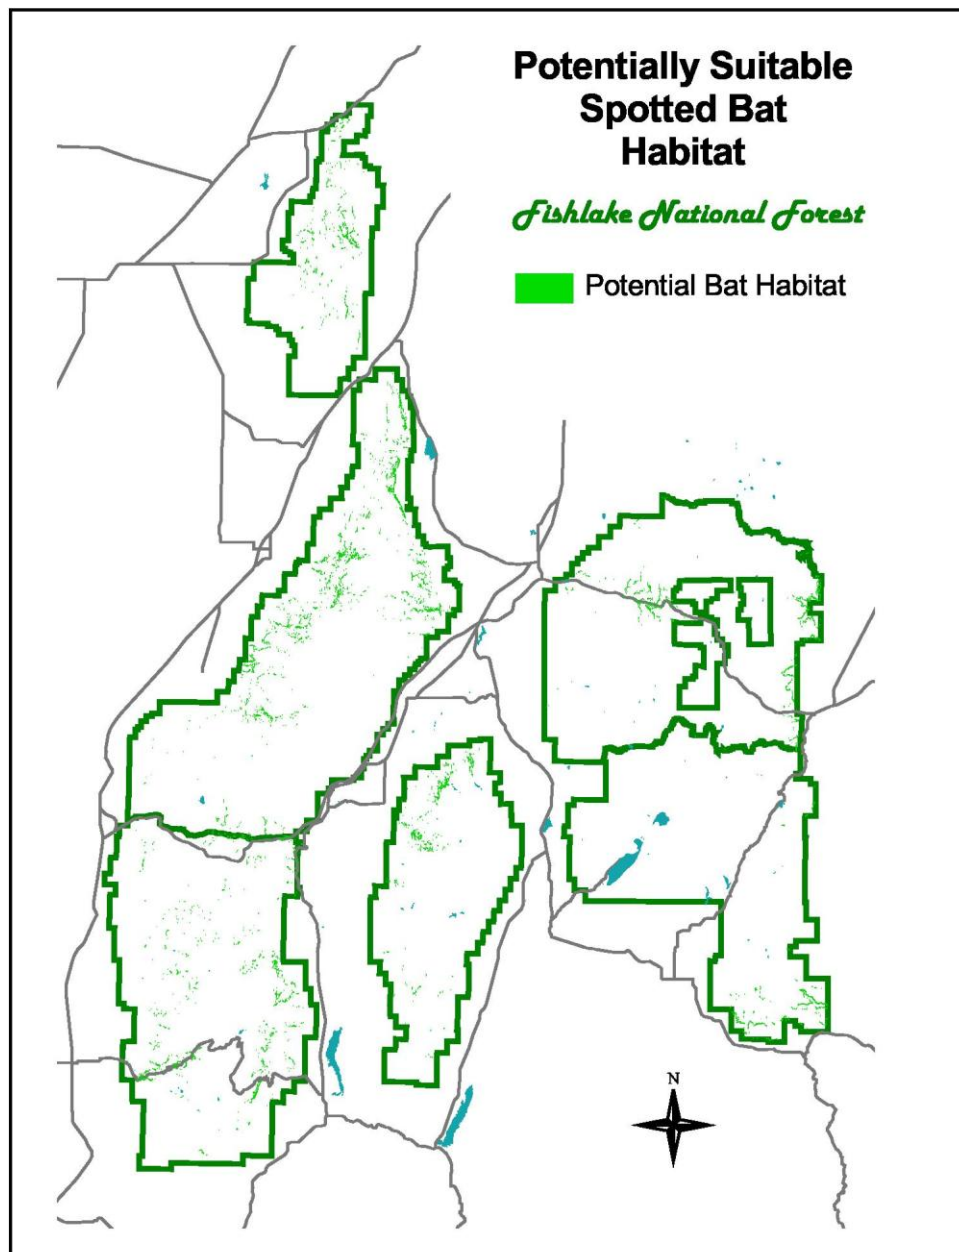 Potentially Suitable
Spotted Bat
Habitat
Fishlake National Forest
Potential Bat Habitat
N